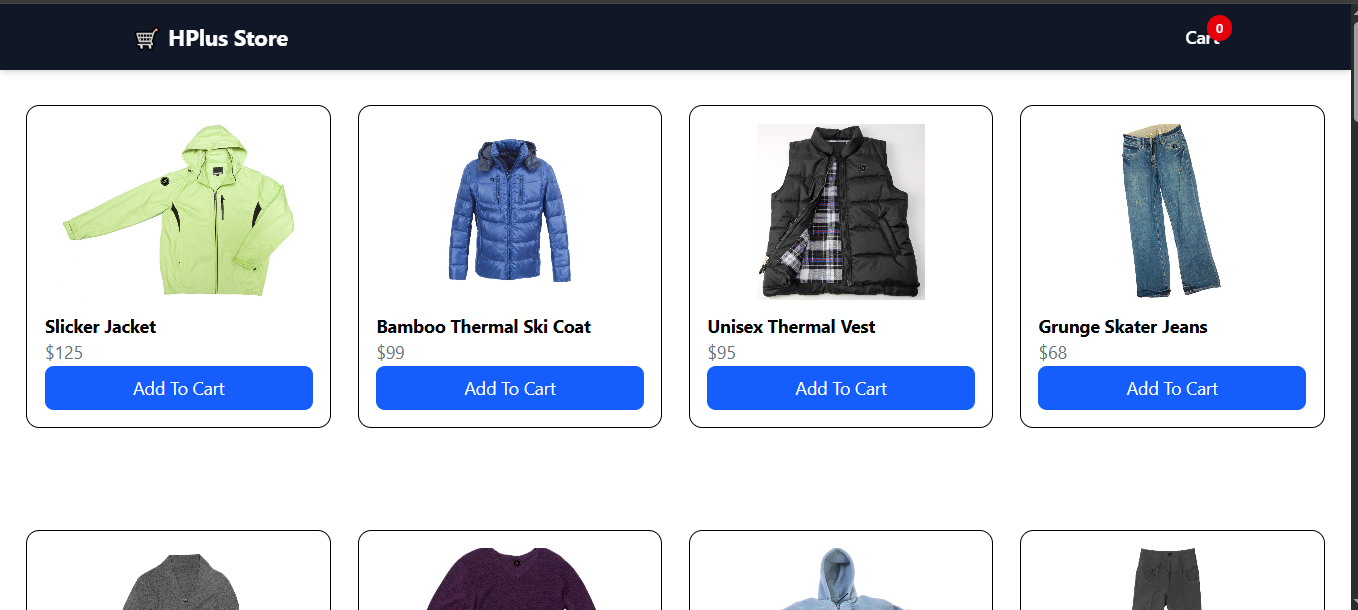 HPlus Store
Cart
0
Slicker Jacket
$125
Add To Cart
Bamboo Thermal Ski Coat
$99
Add To Cart
Unisex Thermal Vest
$95
Add To Cart
Grunge Skater Jeans
$68
Add To Cart